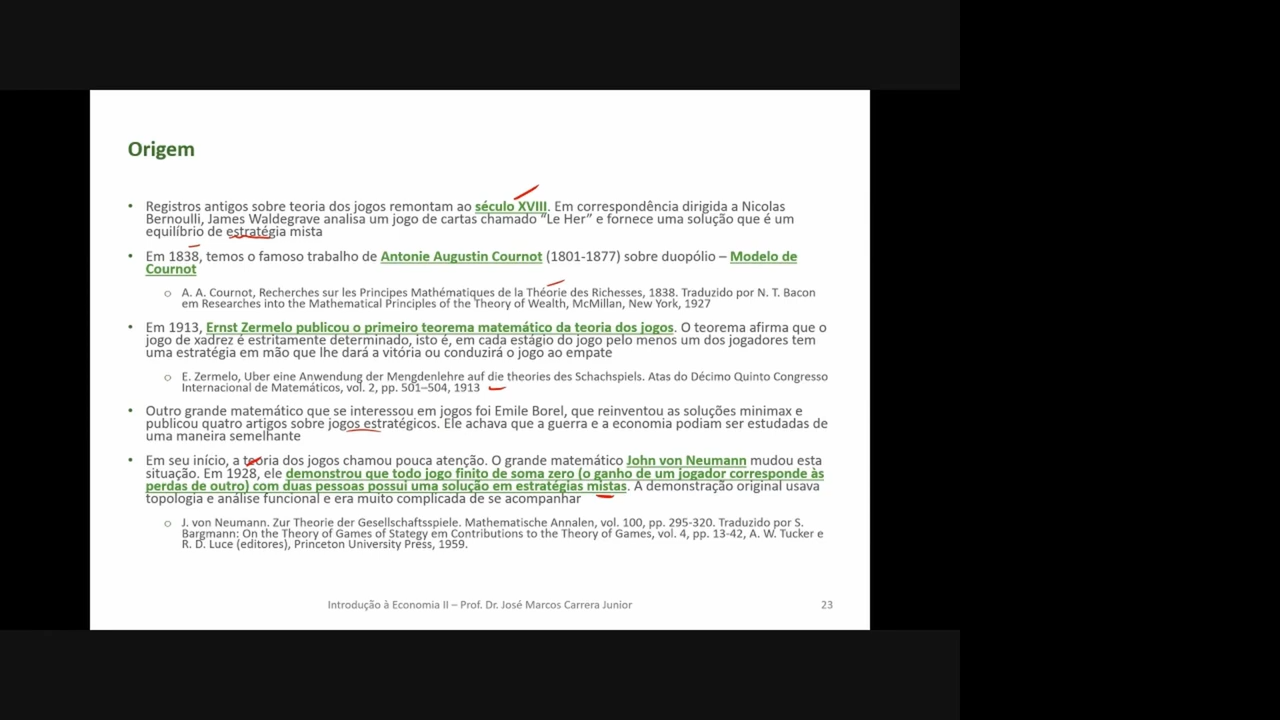 Origem
• Registros antigos sobre teoria dos jogos remontam ao século XVIII. Em correspondência dirigida a Nicolas
Bernoulli, James Waldegrave analisa um jogo de cartas chamado “Le Her” e fornece uma solução que é um
equilíbrio de estratégia mista
• Em 1838, temos o famoso trabalho de Antonie Augustin Cournot (1801-1877) sobre duopólio – Modelo de
Cournot
o A. A. Cournot, Recherches sur les Principes Mathématiques de la Théorie des Richesses, 1838. Traduzido por N. T. Bacon
em Researches into the Mathematical Principles of the Theory of Wealth, McMillan, New York, 1927
• Em 1913, Ernst Zermelo publicou o primeiro teorema matemático da teoria dos jogos. O teorema afirma que o
jogo de xadrez é estritamente determinado, isto é, em cada estágio do jogo pelo menos um dos jogadores tem
uma estratégia em mão que lhe dará a vitória ou conduzirá o jogo ao empate
o E. Zermelo, Uber eine Anwendung der Mengdenlehre auf die theories des Schachspiels. Atas do Décimo Quinto Congresso
Internacional de Matemáticos, vol. 2, pp. 501–504, 1913
• Outro grande matemático que se interessou em jogos foi Emile Borel, que reinventou as soluções minimax e
publicou quatro artigos sobre jogos estratégicos. Ele achava que a guerra e a economia podiam ser estudadas de
uma maneira semelhante
• Em seu início, a teoria dos jogos chamou pouca atenção. O grande matemático John von Neumann mudou esta
situação. Em 1928, ele demonstrou que todo jogo finito de soma zero (o ganho de um jogador corresponde às
perdas de outro) com duas pessoas possui uma solução em estratégias mistas. A demonstração original usava
topologia e análise funcional e era muito complicada de se acompanhar
o J. von Neumann. Zur Theorie der Gesellschaftsspiele. Mathematische Annalen, vol. 100, pp. 295-320. Traduzido por S.
Bargmann: On the Theory of Games of Stategy em Contributions to the Theory of Games, vol. 4, pp. 13-42, A. W. Tucker e
R. D. Luce (editores), Princeton University Press, 1959.
Introdução à Economia II – Prof. Dr. José Marcos Carrera Junior
23